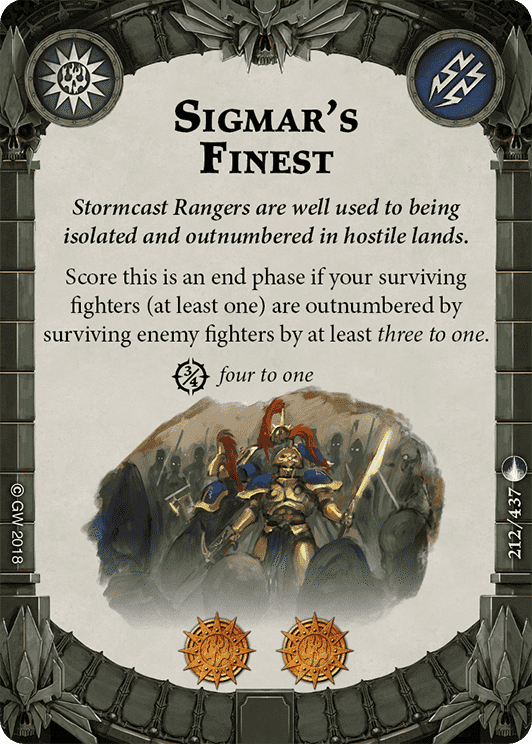 SIGMAR'S
FINEST
Stormcast Rangers are well used to being
isolated and outnumbered in hostile lands.
Score this is an end phase if your surviving
fighters (at least one) are outnumbered by
surviving enemy fighters by at least three to one.
3/4 four to one
© GW 2018
212/437